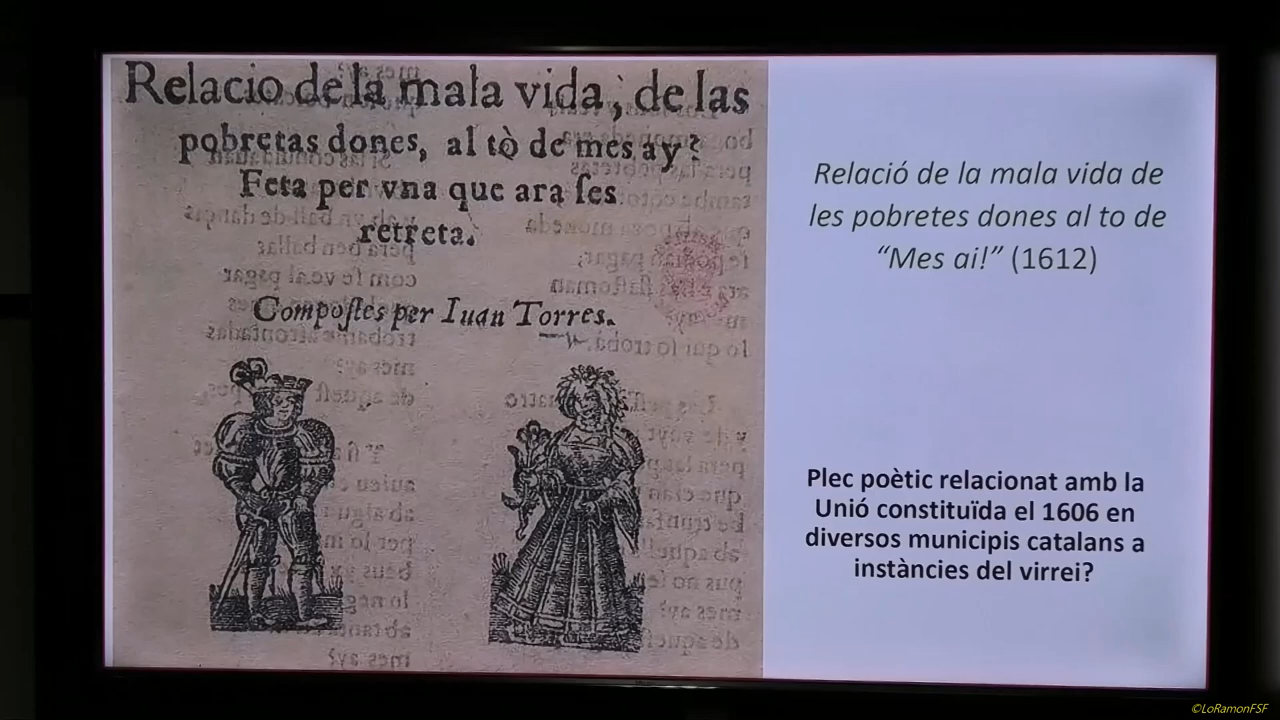 Relacio de la mala vida, de las
pobretas dones, al tò de mes ay?
Feta per vna que ara ſes
retreta.
Compoſtes per Iuan Torres.
Relació de la mala vida de
les pobretes dones al to de
“Mes ai!” (1612)
Plec poètic relacionat amb la
Unió constituïda el 1606 en
diversos municipis catalans a
instàncies del virrei?
©LoRamonFSF